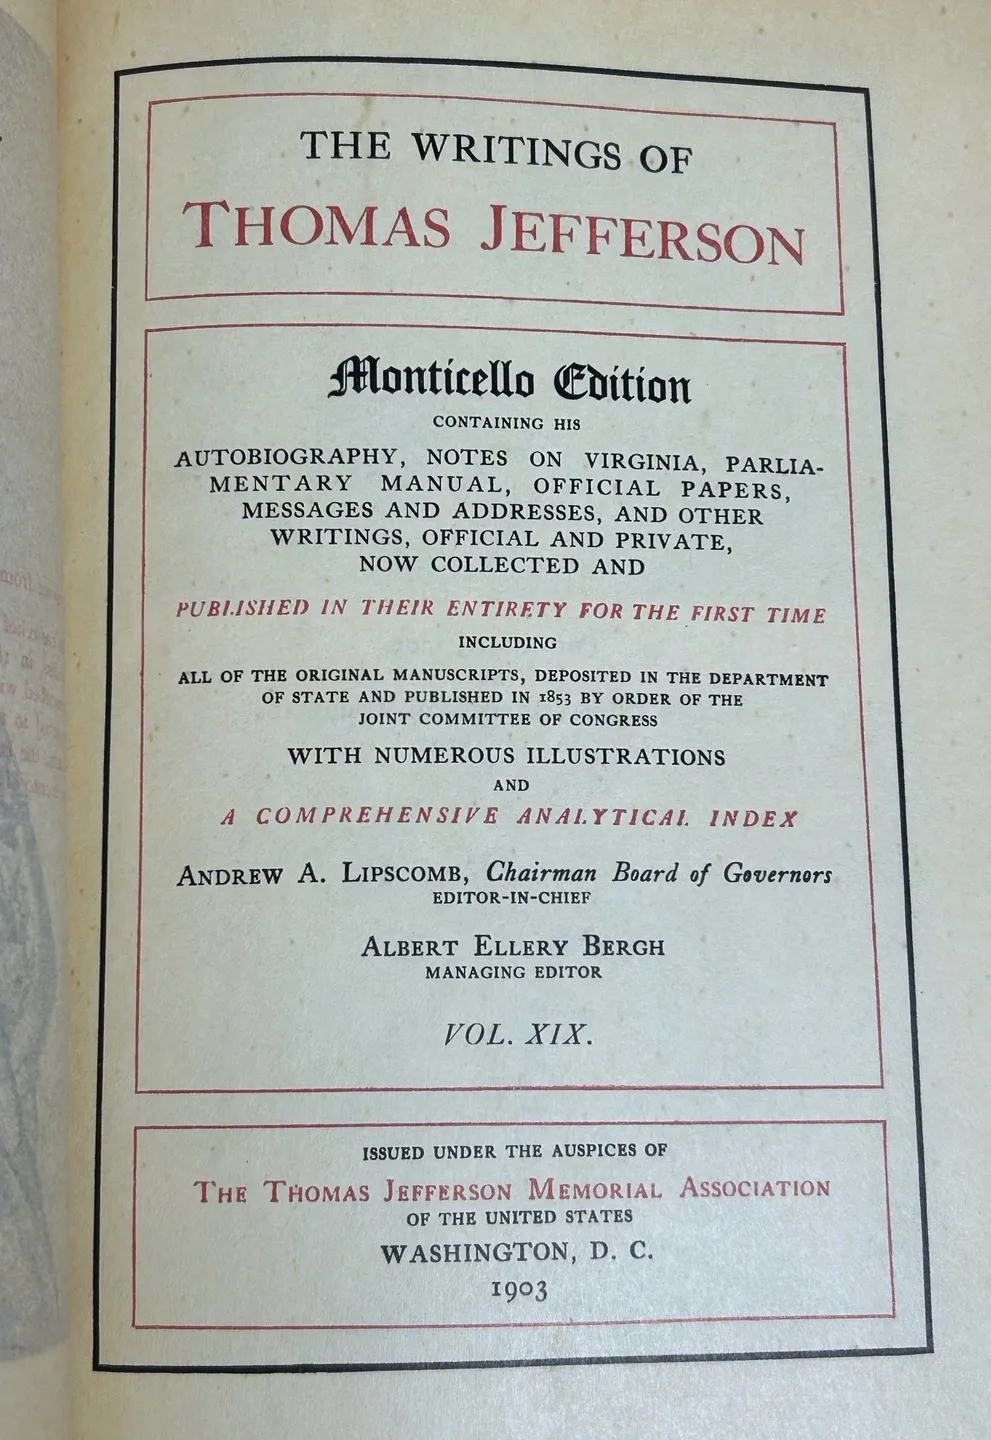 THE WRITINGS OF
THOMAS JEFFERSON
Monticello Edition
CONTAINING HIS
AUTOBIOGRAPHY, NOTES ON VIRGINIA, PARLIA-
MENTARY MANUAL, OFFICIAL PAPERS,
MESSAGES AND ADDRESSES, AND OTHER
WRITINGS, OFFICIAL AND PRIVATE,
NOW COLLECTED AND
PUBLISHED IN THEIR ENTIRETY FOR THE FIRST TIME
INCLUDING
ALL OF THE ORIGINAL MANUSCRIPTS, DEPOSITED IN THE DEPARTMENT
OF STATE AND PUBLISHED IN 1853 BY ORDER OF THE
JOINT COMMITTEE OF CONGRESS
WITH NUMEROUS ILLUSTRATIONS
AND
A COMPREHENSIVE ANALYTICAL INDEX
ANDREW A. LIPSCOMB, Chairman Board of Governors
EDITOR-IN-CHIEF
ALBERT ELLERY BERGH
MANAGING EDITOR
VOL. XIX.
ISSUED UNDER THE AUSPICES OF
THE THOMAS JEFFERSON MEMORIAL ASSOCIATION
OF THE UNITED STATES
WASHINGTON, D. C.
1903